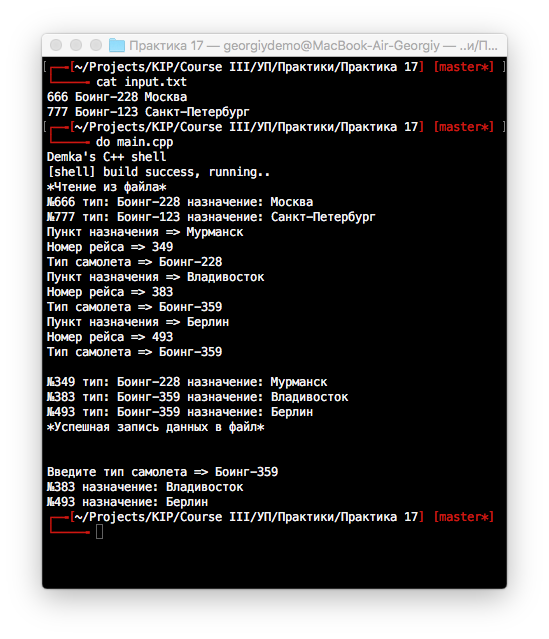 Практика 17 — georgiydemo@MacBook-Air-Georgiy — ..и/П...
[~/Projects/KIP/Course III/УП/Практики/Практика 17] [master*]
cat input.txt
666 Боинг-228 Москва
777 Боинг-123 Санкт-Петербург
[~/Projects/KIP/Course III/УП/Практики/Практика 17] [master*]
do main.cpp
Demka's C++ shell
[shell] build success, running..
*Чтение из файла*
№666 тип: Боинг-228 назначение: Москва
№777 тип: Боинг-123 назначение: Санкт-Петербург
Пункт назначения => Мурманск
Номер рейса => 349
Тип самолета => Боинг-228
Пункт назначения => Владивосток
Номер рейса => 383
Тип самолета => Боинг-359
Пункт назначения => Берлин
Номер рейса => 493
Тип самолета => Боинг-359
№349 тип: Боинг-228 назначение: Мурманск
№383 тип: Боинг-359 назначение: Владивосток
№493 тип: Боинг-359 назначение: Берлин
*Успешная запись данных в файл*
Введите тип самолета => Боинг-359
№383 назначение: Владивосток
№493 назначение: Берлин
[~/Projects/KIP/Course III/УП/Практики/Практика 17] [master*]